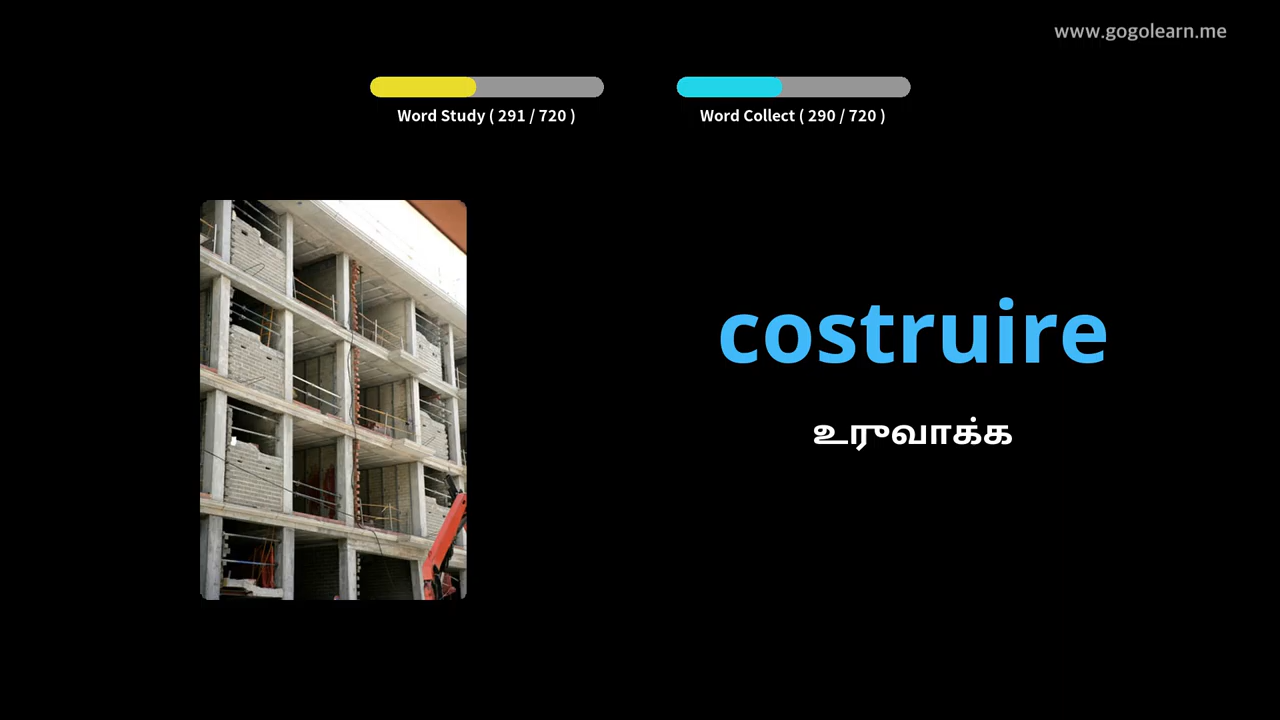 www.gogolearn.me
Word Study ( 291 / 720 )
Word Collect ( 290 / 720 )
costruire
உருவாக்க